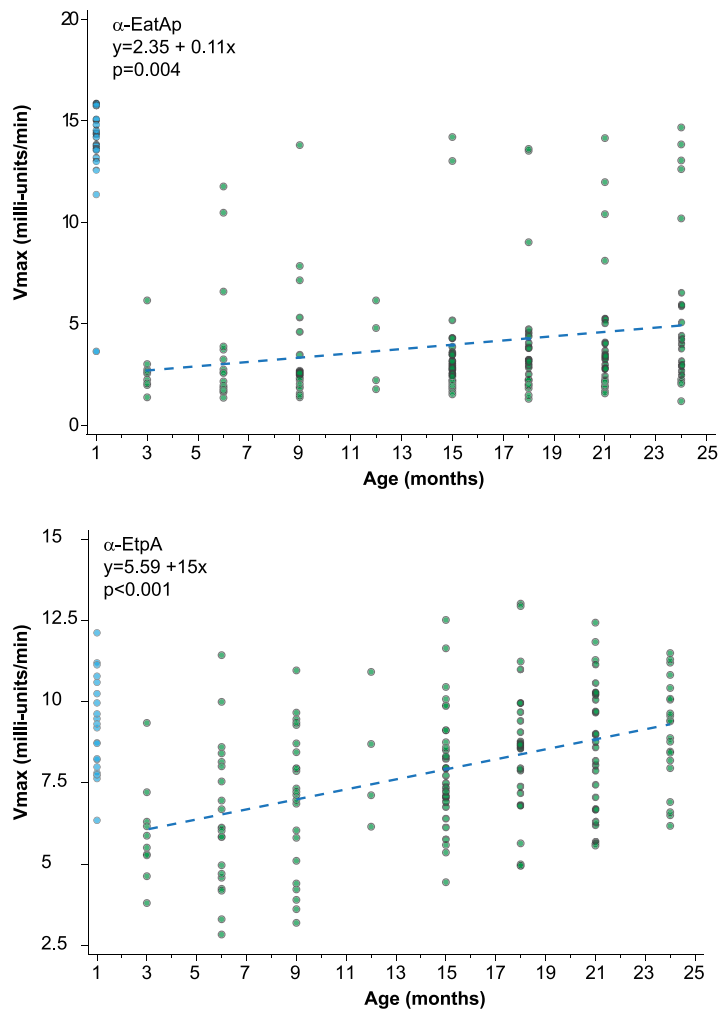 20
15
10
5
0
α-EatAp
y=2.35 + 0.11x
p=0.004
Vmax (milli-units/min)
1 3 5 7 9 11 13 15 17 19 21 23 25
Age (months)
15
12.5
10
7.5
5
2.5
α-EtpA
y=5.59 +15x
p<0.001
Vmax (milli-units/min)
1 3 5 7 9 11 13 15 17 19 21 23 25
Age (months)